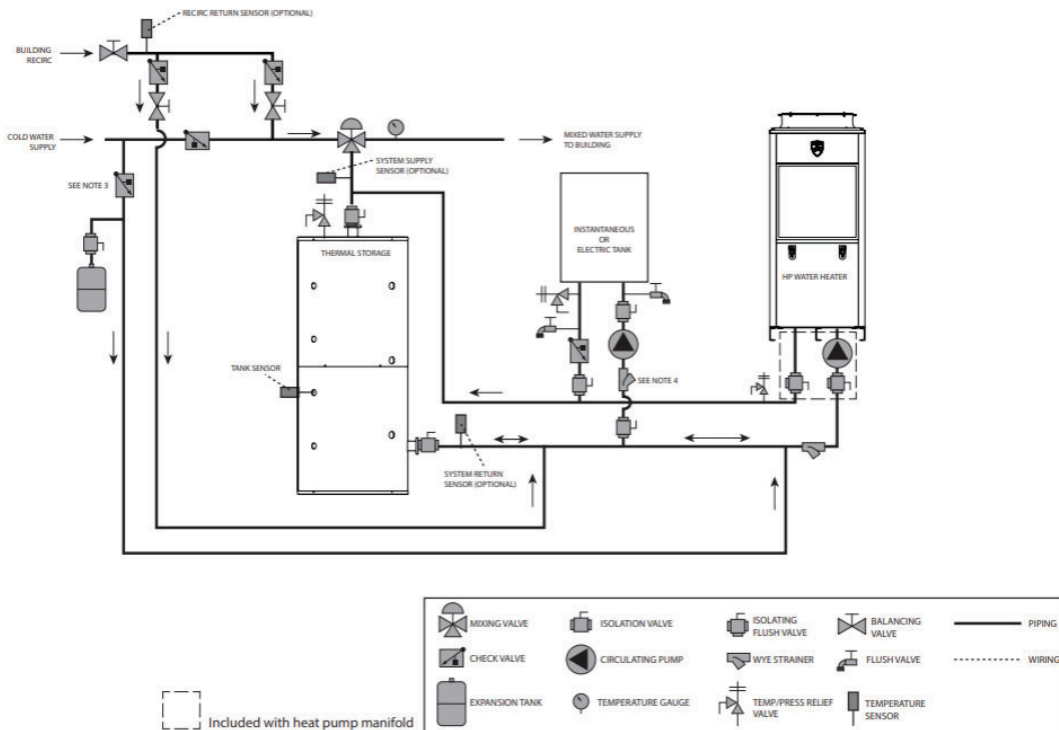 RECIRC RETURN SENSOR (OPTIONAL)
BUILDING
RECIRC
COLD WATER
SUPPLY
MIXED WATER SUPPLY
TO BUILDING
SYSTEM SUPPLY
SENSOR (OPTIONAL)
SEE NOTE 3
INSTANTANEOUS
OR
ELECTRIC TANK
THERMAL STORAGE
HP WATER HEATER
TANK SENSOR
SEE NOTE 4
SYSTEM RETURN
SENSOR (OPTIONAL)
MIXING VALVE
ISOLATION VALVE
ISOLATING
FLUSH VALVE
BALANCING
VALVE
PIPING
CHECK VALVE
CIRCULATING PUMP
WYE STRAINER
FLUSH VALVE
WIRING
EXPANSION TANK
TEMPERATURE GAUGE
TEMP/PRESS RELIEF
VALVE
TEMPERATURE
SENSOR
Included with heat pump manifold